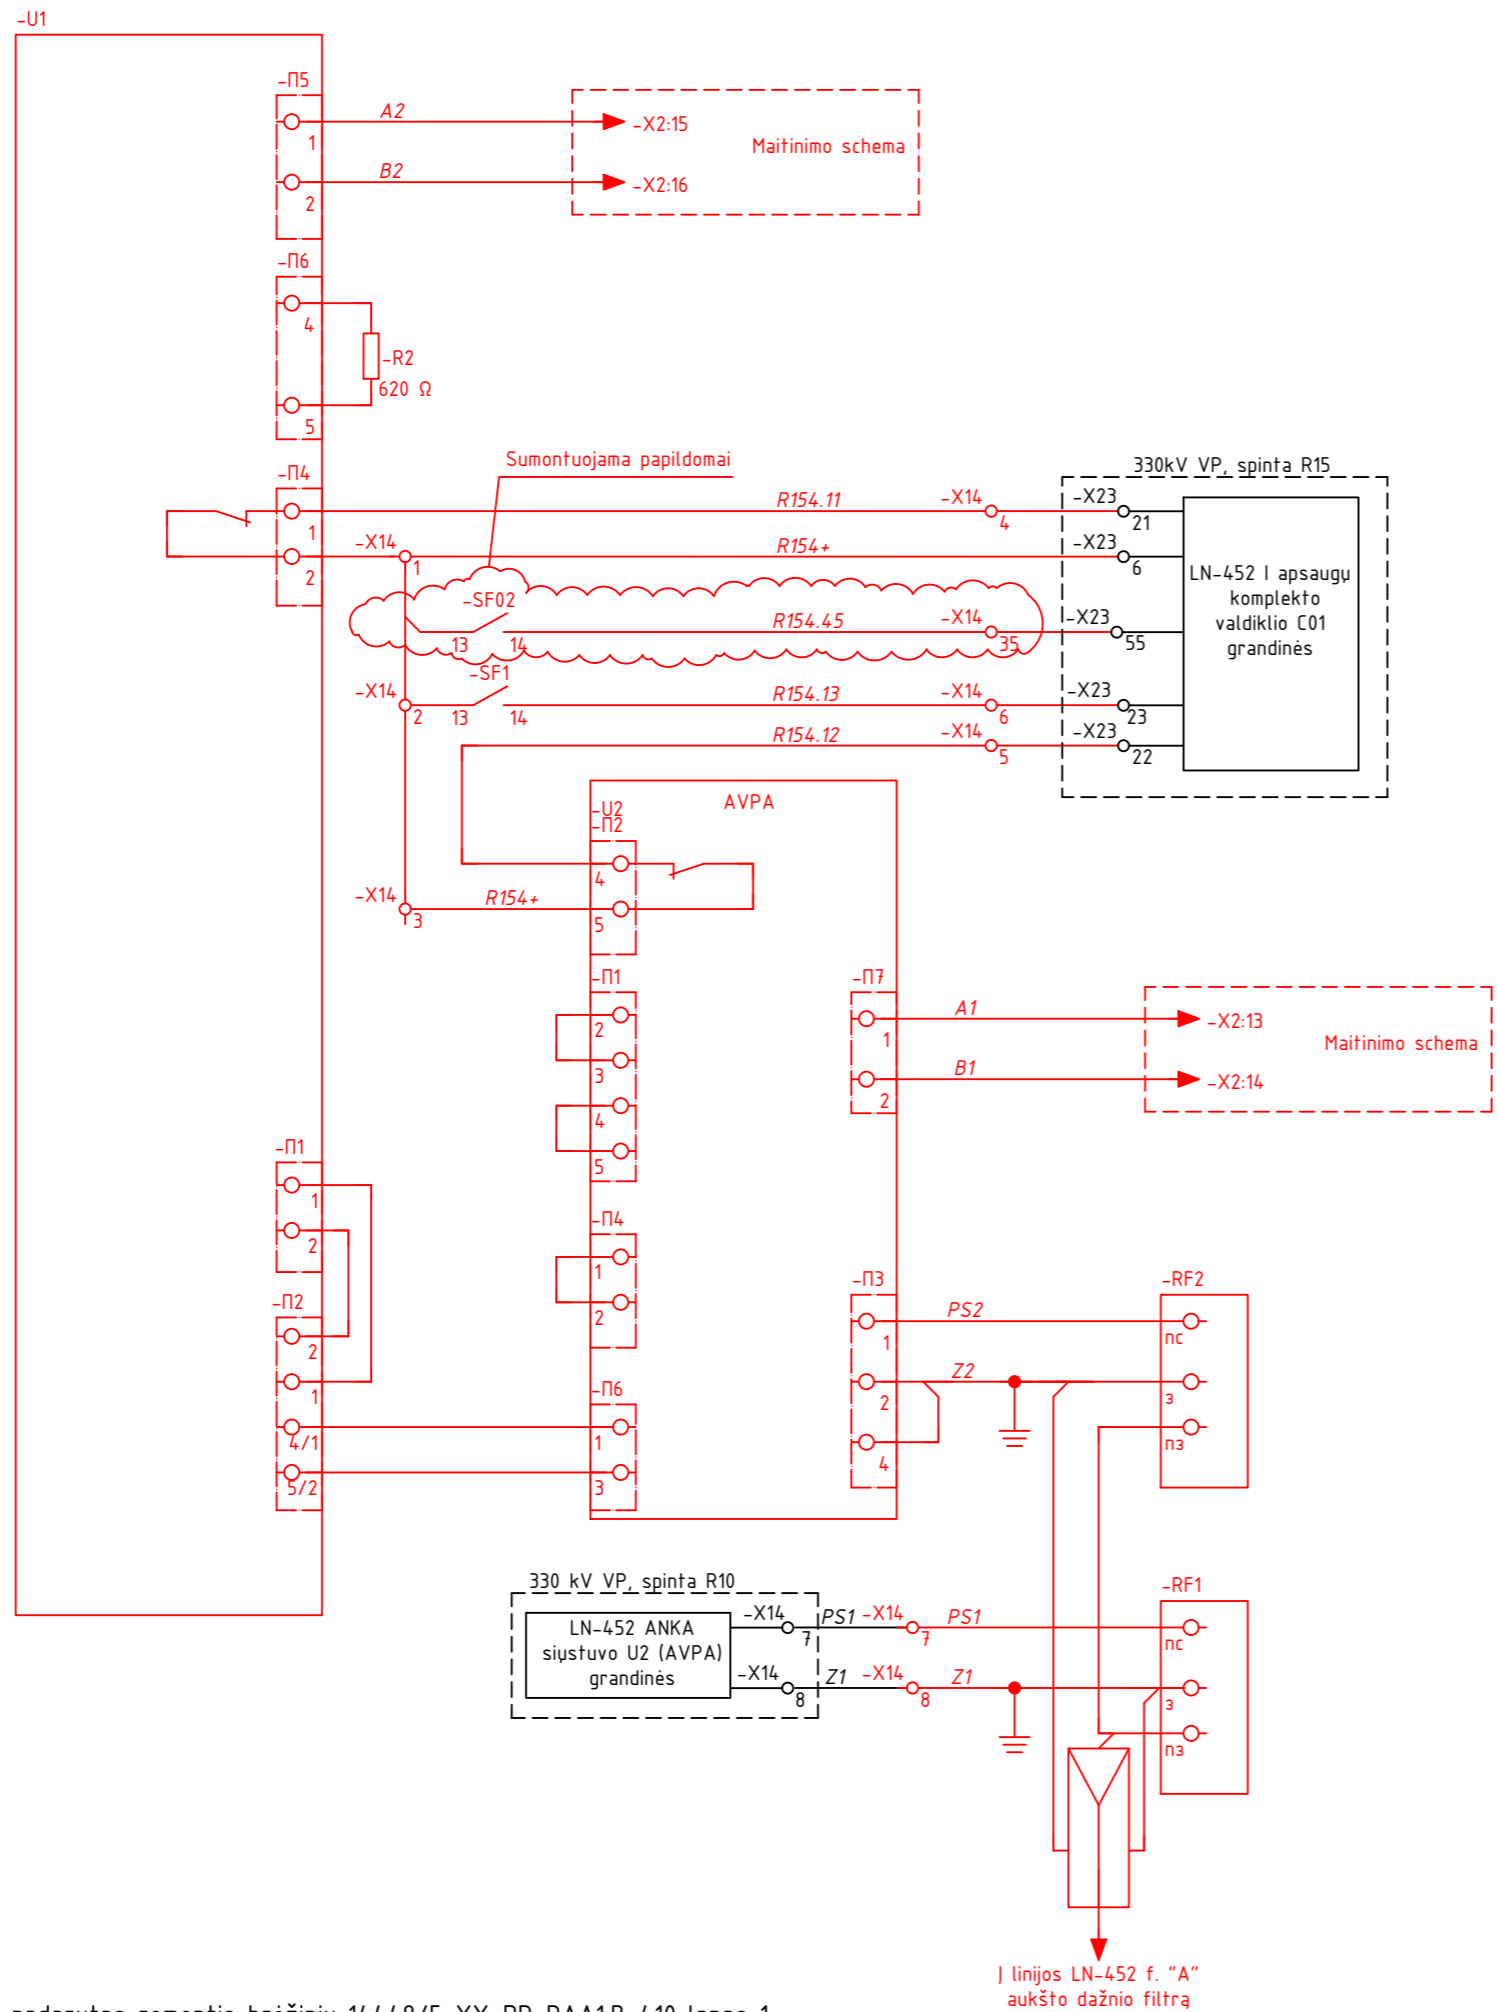 -U1
-П5
A2
1
-X2:15
Maitinimo schema
B2
2
-X2:16
-П6
4
-R2
620 Ω
5
Sumontuojama papildomai
330kV VP, spinta R15
-П4
1
R154.11
-X14
4
-X23
21
2
-X14
1
R154+
-X23
6
LN-452 I apsaugų
komplekto
valdiklio C01
grandinės
-SF02
13
14
R154.45
-X14
35
-X23
55
-SF1
-X14
2
13
14
R154.13
-X14
6
-X23
23
R154.12
-X14
5
-X23
22
AVPA
-U2
-П2
4
-X14
3
R154+
5
-П1
2
3
4
5
-П7
1
A1
-X2:13
Maitinimo schema
2
B1
-X2:14
-П1
1
2
-П4
1
2
-П2
2
1
4/1
5/2
-П6
1
3
-П3
1
PS2
2
Z2
4
-RF2
nc
з
пз
330 kV VP, spinta R10
LN-452 ANKA
siųstuvo U2 (AVPA)
grandinės
-X14
7
PS1
-X14
7
PS1
-X14
8
Z1
-X14
8
Z1
-RF1
nc
з
пз
Į linijos LN-452 f. "A"
aukšto dažnio filtrą